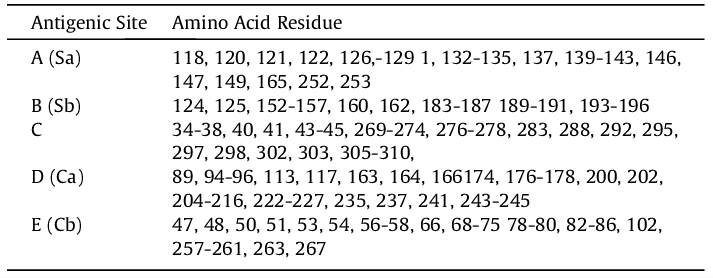 Antigenic Site Amino Acid Residue
A (Sa) 118, 120, 121, 122, 126,-129 1, 132-135, 137, 139-143, 146,
147, 149, 165, 252, 253
B (Sb) 124, 125, 152-157, 160, 162, 183-187 189-191, 193-196
C 34-38, 40, 41, 43-45, 269-274, 276-278, 283, 288, 292, 295,
297, 298, 302, 303, 305-310,
D (Ca) 89, 94-96, 113, 117, 163, 164, 166174, 176-178, 200, 202,
204-216, 222-227, 235, 237, 241, 243-245
E (Cb) 47, 48, 50, 51, 53, 54, 56-58, 66, 68-75 78-80, 82-86, 102,
257-261, 263, 267